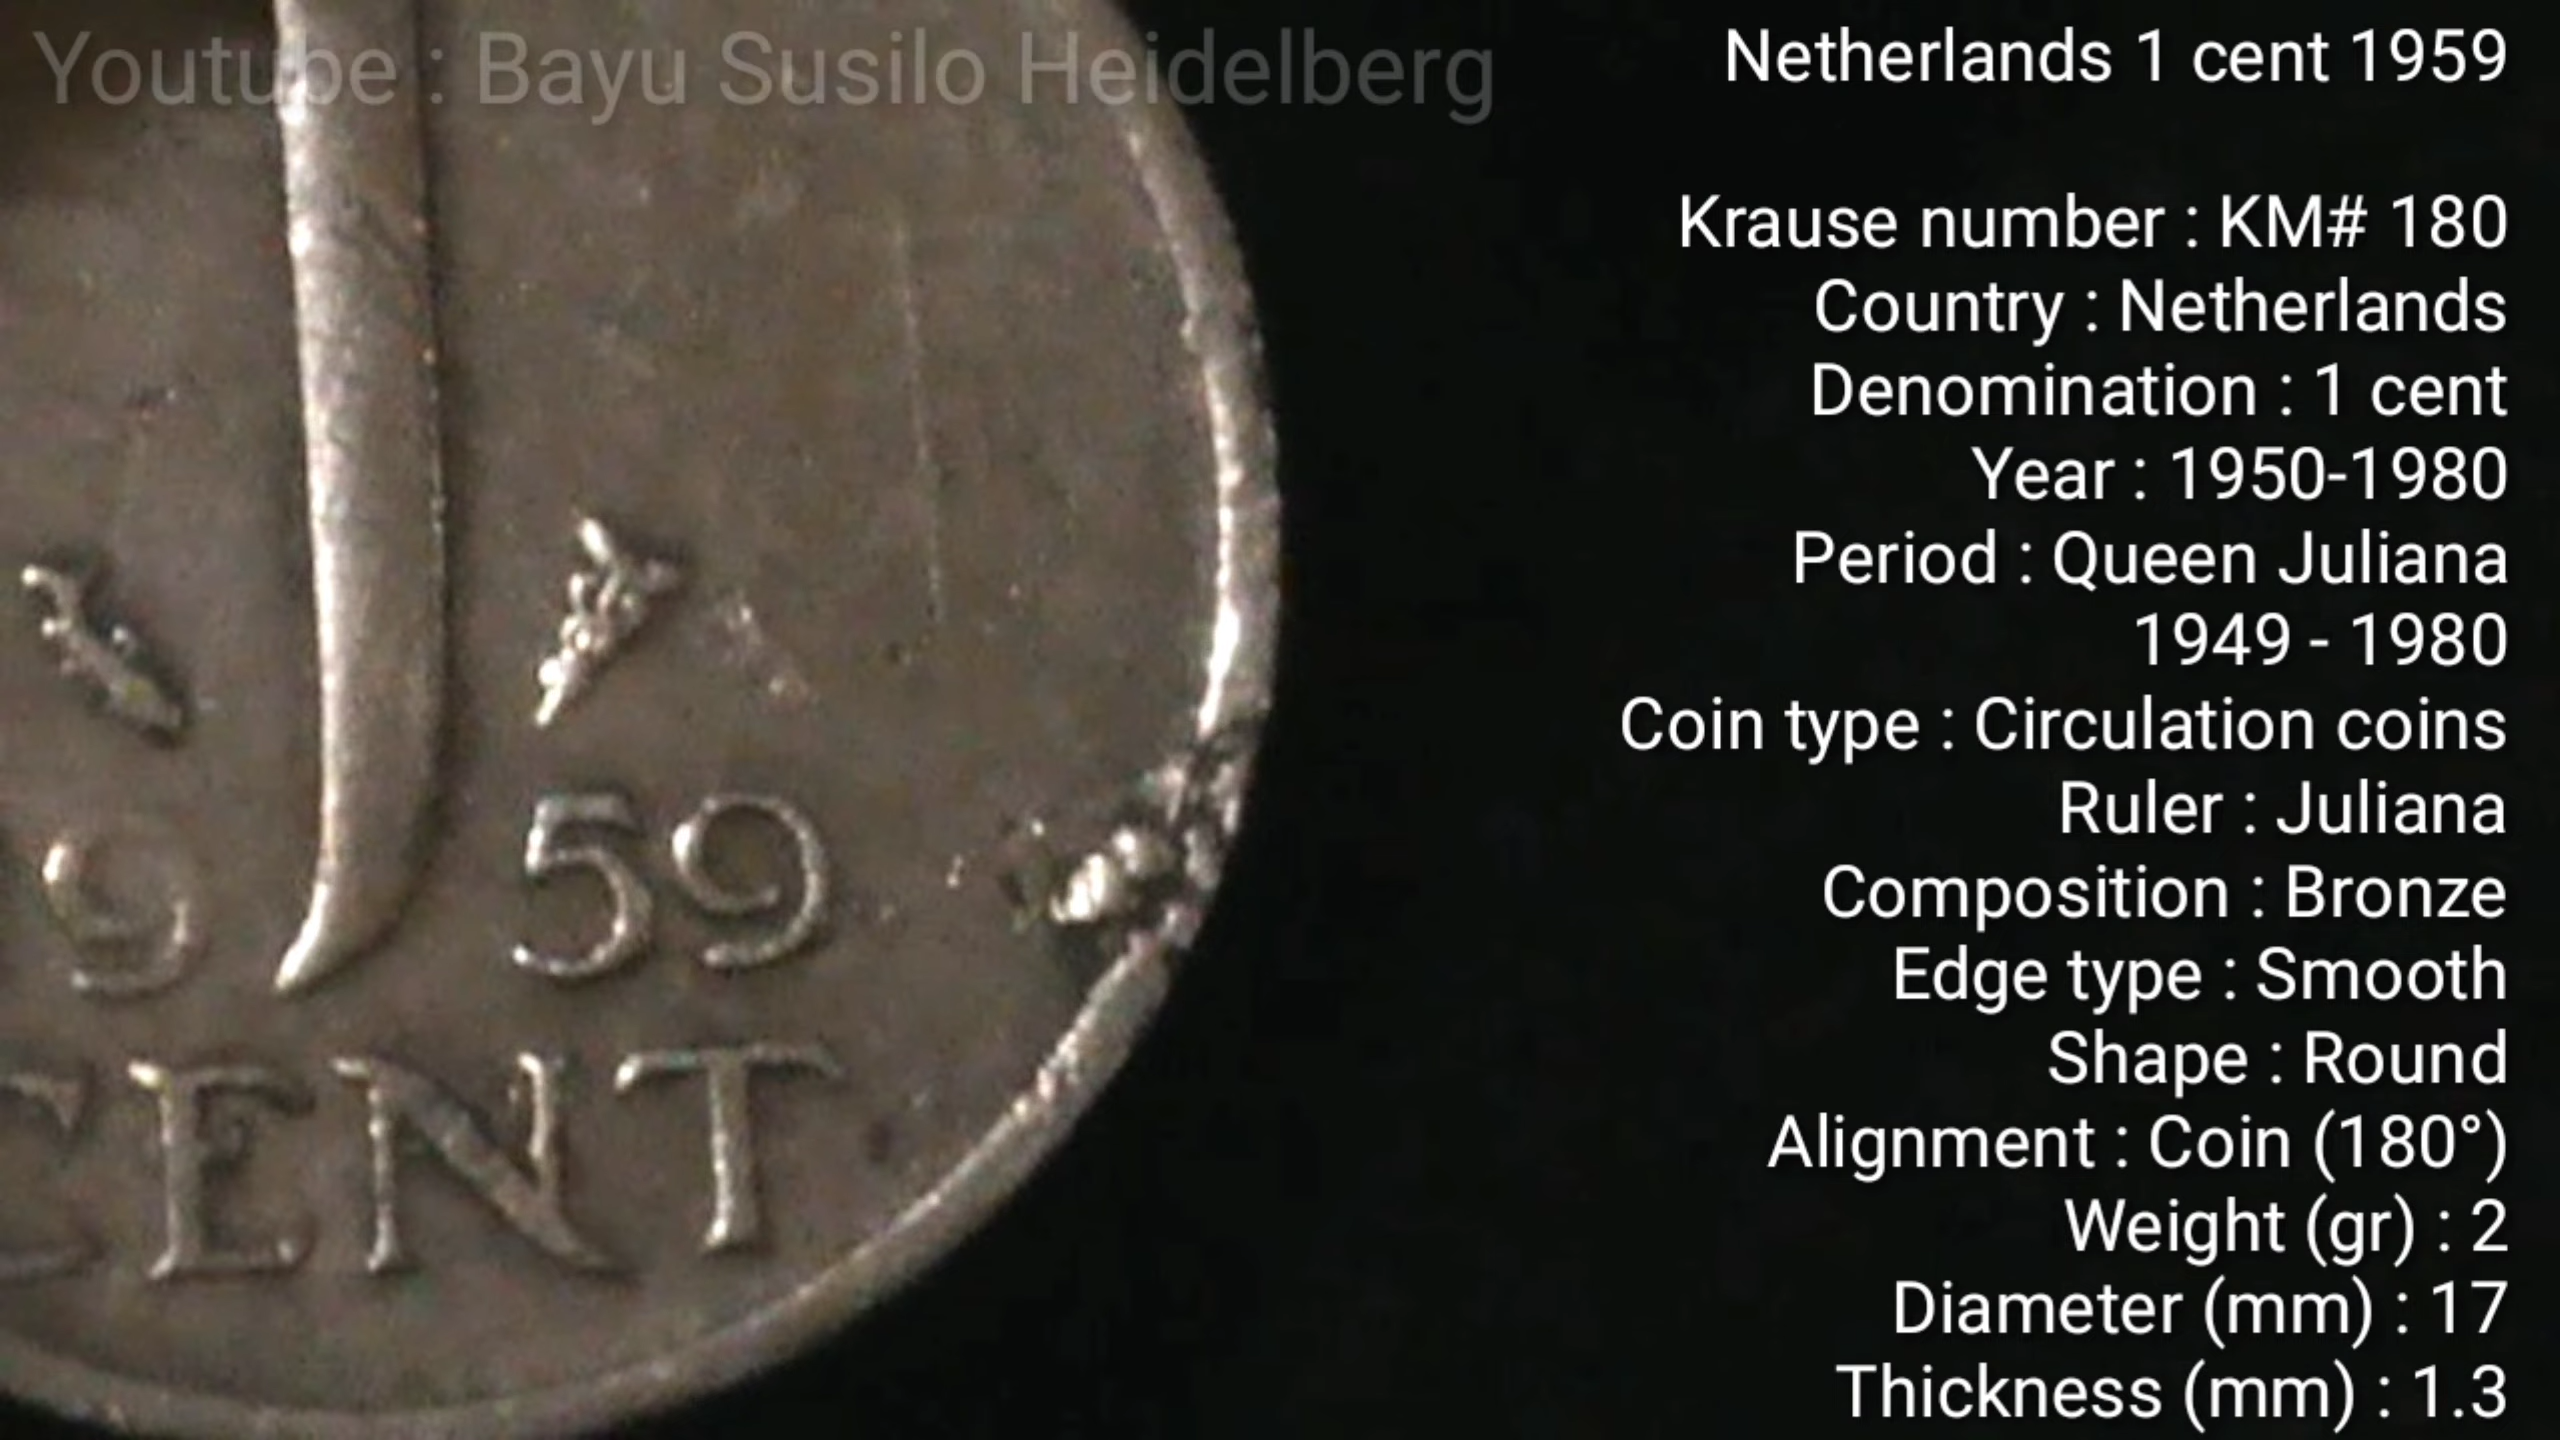 Youtube : Bayu Susilo Heidelberg
Netherlands 1 cent 1959
Krause number : KM# 180
Country : Netherlands
Denomination : 1 cent
Year : 1950-1980
Period : Queen Juliana
1949 - 1980
Coin type : Circulation coins
Ruler : Juliana
Composition : Bronze
Edge type : Smooth
Shape : Round
Alignment : Coin (180°)
Weight (gr) : 2
Diameter (mm) : 17
Thickness (mm) : 1.3
9 59
CENT